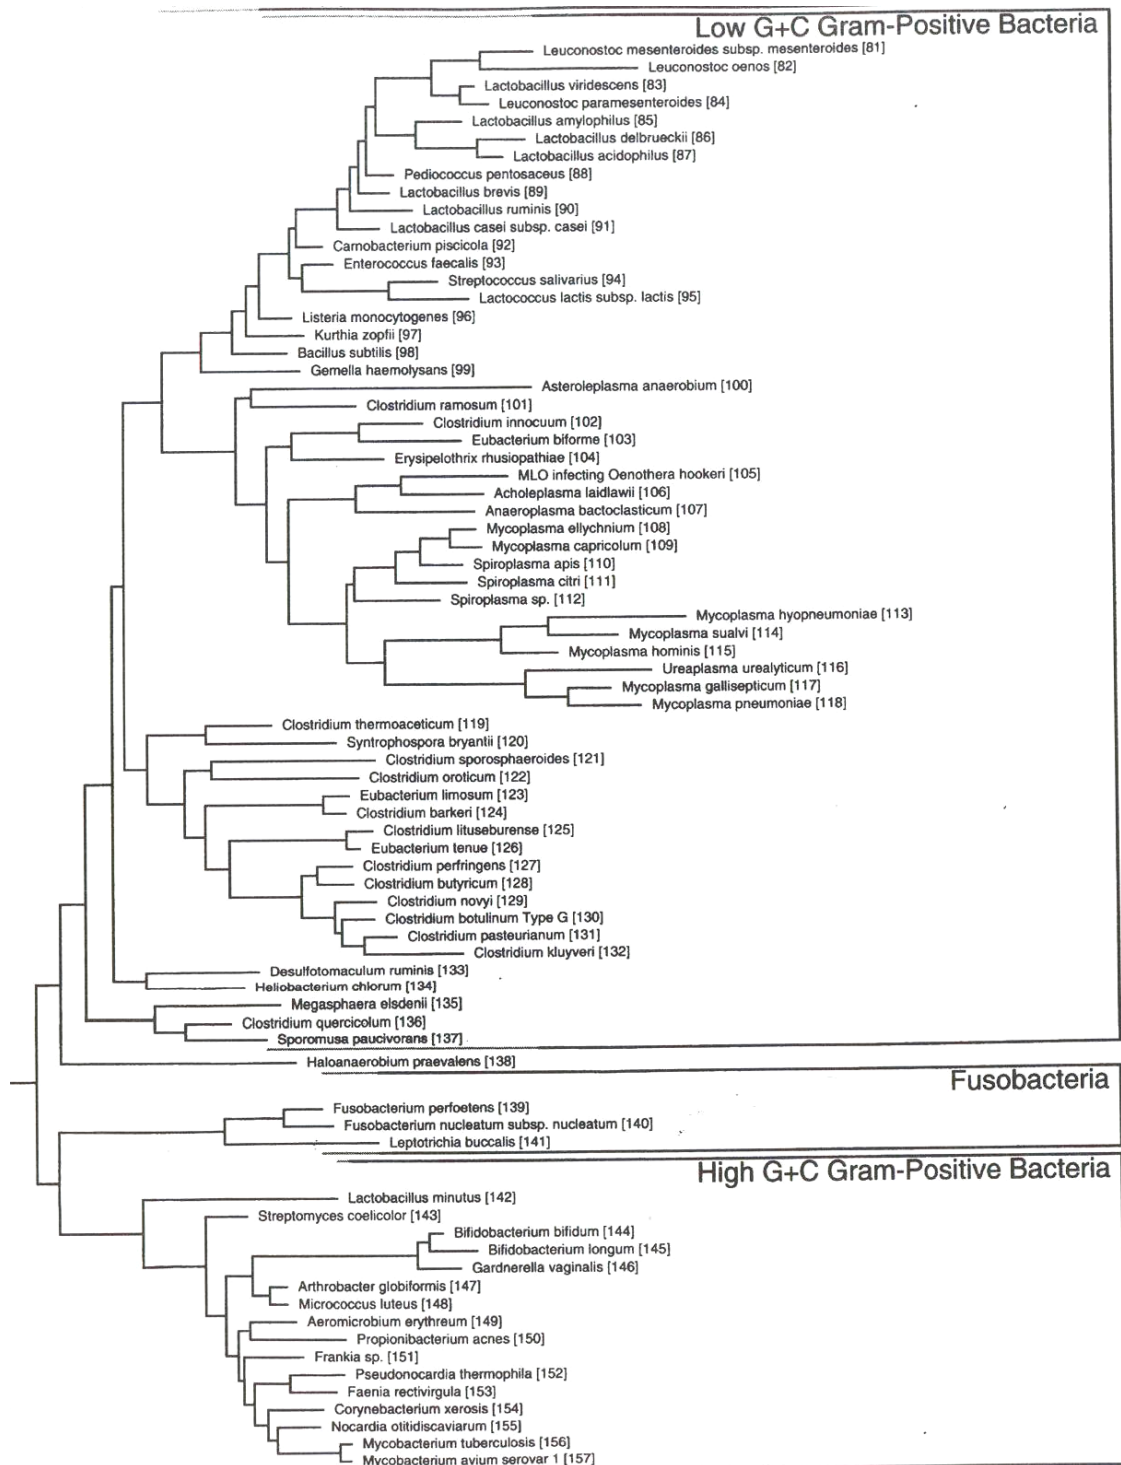 Low G+C Gram-Positive Bacteria
Leuconostoc mesenteroides subsp. mesenteroides [81]
Leuconostoc oenos [82]
Lactobacillus viridescens [83]
Leuconostoc paramesenteroides [84]
Lactobacillus amylophilus [85]
Lactobacillus delbrueckii [86]
Lactobacillus acidophilus [87]
Pediococcus pentosaceus [88]
Lactobacillus brevis [89]
Lactobacillus ruminis [90]
Lactobacillus casei subsp. casei [91]
Carnobacterium piscicola [92]
Enterococcus faecalis [93]
Streptococcus salivarius [94]
Lactococcus lactis subsp. lactis [95]
Listeria monocytogenes [96]
Kurthia zopfii [97]
Bacillus subtilis [98]
Gemella haemolysans [99]
Asteroleplasma anaerobium [100]
Clostridium ramosum [101]
Clostridium innocuum [102]
Eubacterium biforme [103]
Erysipelothrix rhusiopathiae [104]
MLO infecting Oenothera hookeri [105]
Acholeplasma laidlawii [106]
Anaeroplasma bactoclasticum [107]
Mycoplasma ellychnium [108]
Mycoplasma capricolum [109]
Spiroplasma apis [110]
Spiroplasma citri [111]
Spiroplasma sp. [112]
Mycoplasma hyopneumoniae [113]
Mycoplasma sualvi [114]
Mycoplasma hominis [115]
Ureaplasma urealyticum [116]
Mycoplasma gallisepticum [117]
Mycoplasma pneumoniae [118]
Clostridium thermoaceticum [119]
Syntrophospora bryantii [120]
Clostridium sporosphaeroides [121]
Clostridium oroticum [122]
Eubacterium limosum [123]
Clostridium barkeri [124]
Clostridium lituseburense [125]
Eubacterium tenue [126]
Clostridium perfringens [127]
Clostridium butyricum [128]
Clostridium novyi [129]
Clostridium botulinum Type G [130]
Clostridium pasteurianum [131]
Clostridium kluyveri [132]
Desulfotomaculum ruminis [133]
Heliobacterium chlorum [134]
Megasphaera elsdenii [135]
Clostridium quercicolum [136]
Sporomusa paucivorans [137]
Haloanaerobium praevalens [138]
Fusobacteria
Fusobacterium perfoetens [139]
Fusobacterium nucleatum subsp. nucleatum [140]
Leptotrichia buccalis [141]
High G+C Gram-Positive Bacteria
Lactobacillus minutus [142]
Streptomyces coelicolor [143]
Bifidobacterium bifidum [144]
Bifidobacterium longum [145]
Gardnerella vaginalis [146]
Arthrobacter globiformis [147]
Micrococcus luteus [148]
Aeromicrobium erythreum [149]
Propionibacterium acnes [150]
Frankia sp. [151]
Pseudonocardia thermophila [152]
Faenia rectivirgula [153]
Corynebacterium xerosis [154]
Nocardia otitidiscaviarum [155]
Mycobacterium tuberculosis [156]
Mycobacterium avium serovar 1 [157]